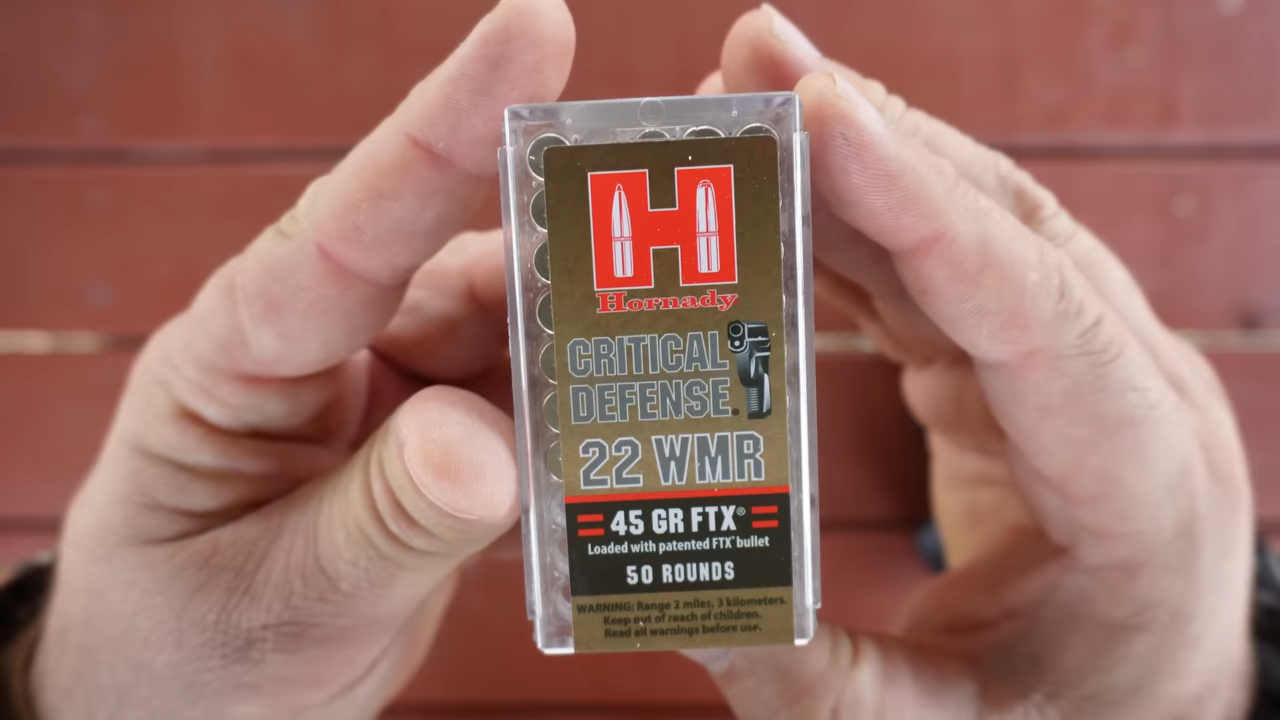 H
Hornady
CRITICAL
DEFENSE®
22 WMR
45 GR FTX®
Loaded with patented FTX® bullet
50 ROUNDS
WARNING: Range 2 miles, 3 kilometers.
Keep out of reach of children.
Read all warnings before use.